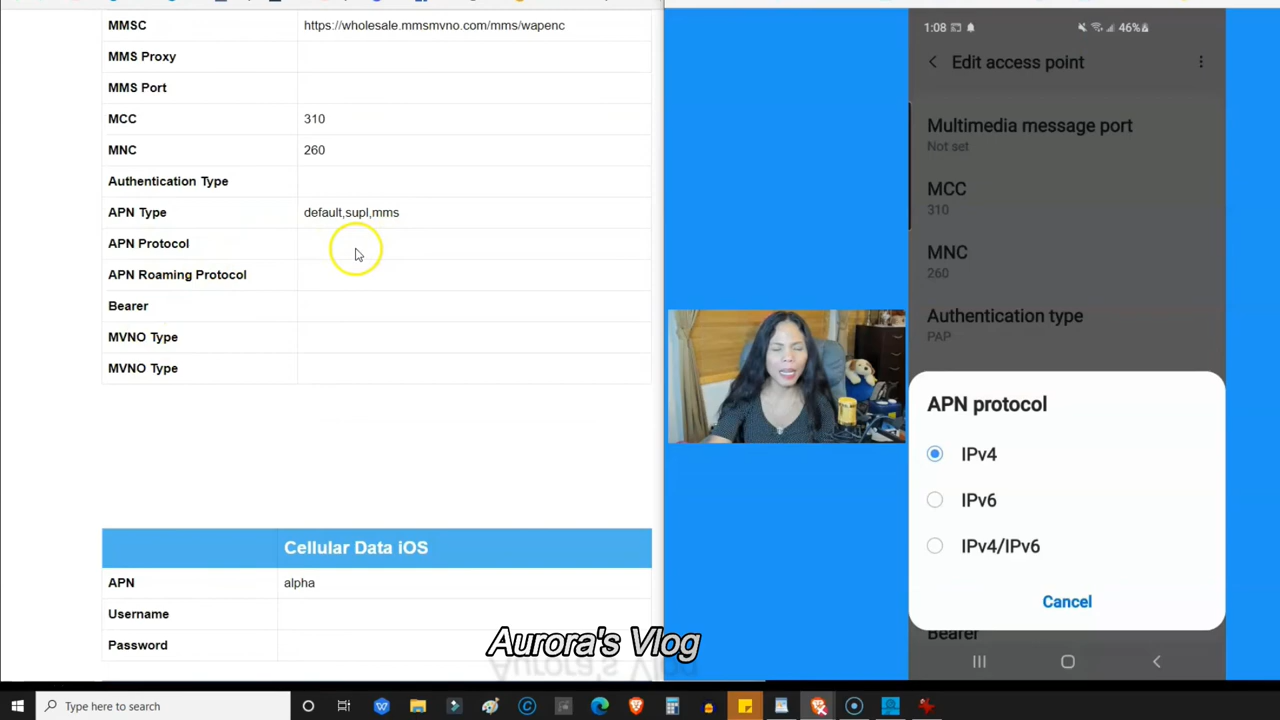 MMSC https://wholesale.mmsmvno.com/mms/wapenc
MMS Proxy
MMS Port
MCC 310
MNC 260
Authentication Type
APN Type default,supl,mms
APN Protocol
APN Roaming Protocol
Bearer
MVNO Type
MVNO Type
Cellular Data iOS
APN alpha
Username
Password
Aurora's Vlog
Type here to search
1:08 46%
Edit access point
Multimedia message port
Not set
MCC
310
MNC
260
Authentication type
PAP
APN protocol
IPv4
IPv6
IPv4/IPv6
Cancel
Bearer